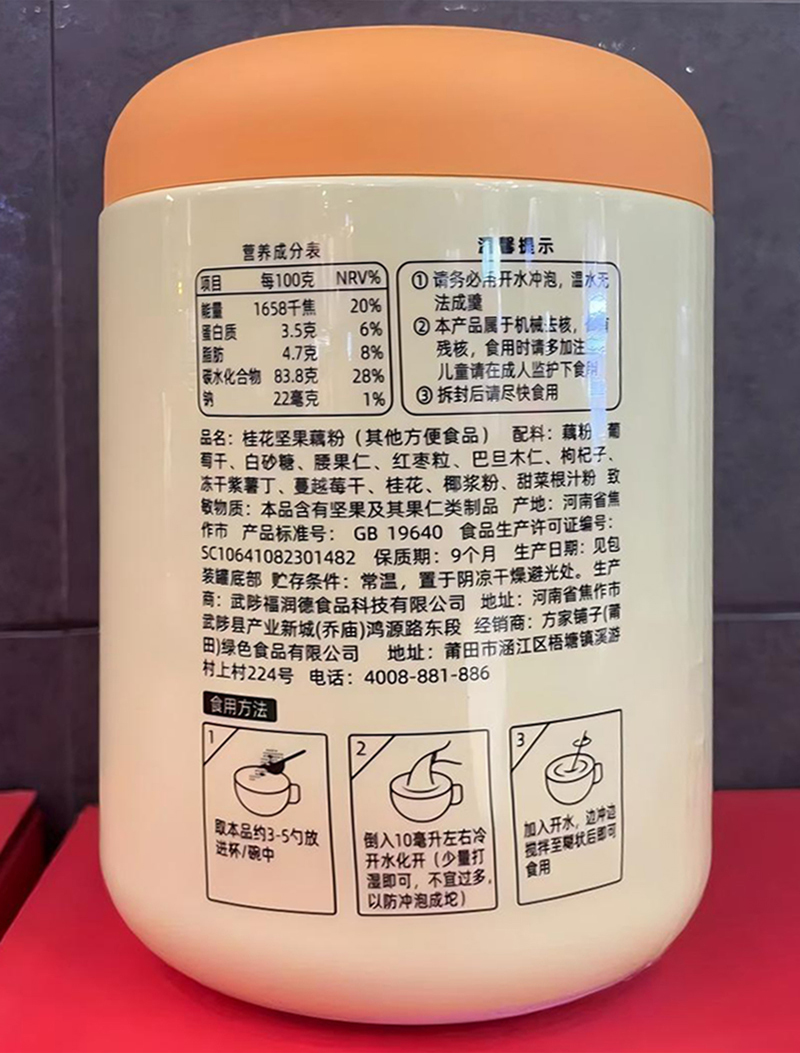 营养成分表
项目 每100克 NRV%
能量 1658千焦 20%
蛋白质 3.5克 6%
脂肪 4.7克 8%
碳水化合物 83.8克 28%
钠 22毫克 1%
温馨提示
① 请务必用开水冲泡，温水无
法成羹
② 本产品属于机械去核，
残核，食用时请多加注
儿童请在成人监护下食用
③ 拆封后请尽快食用
品名：桂花坚果藕粉（其他方便食品） 配料：藕粉、葡
萄干、白砂糖、腰果仁、红枣粒、巴旦木仁、枸杞子、
冻干紫薯丁、蔓越莓干、桂花、椰浆粉、甜菜根汁粉 致
敏物质：本品含有坚果及其果仁类制品 产地：河南省焦
作市 产品标准号： GB 19640 食品生产许可证编号：
SC10641082301482 保质期：9个月 生产日期：见包
装罐底部 贮存条件：常温，置于阴凉干燥避光处。生产
商：武陟福润德食品科技有限公司 地址：河南省焦作市
武陟县产业新城(乔庙)鸿源路东段 经销商：方家铺子(莆
田)绿色食品有限公司 地址：莆田市涵江区梧塘镇溪游
村上村224号 电话：4008-881-886
食用方法
1
取本品约3-5勺放
进杯/碗中
2
倒入10毫升左右冷
开水化开（少量打
湿即可，不宜过多，
以防冲泡成坨）
3
加入开水，边冲边
搅拌至糊状后即可
食用